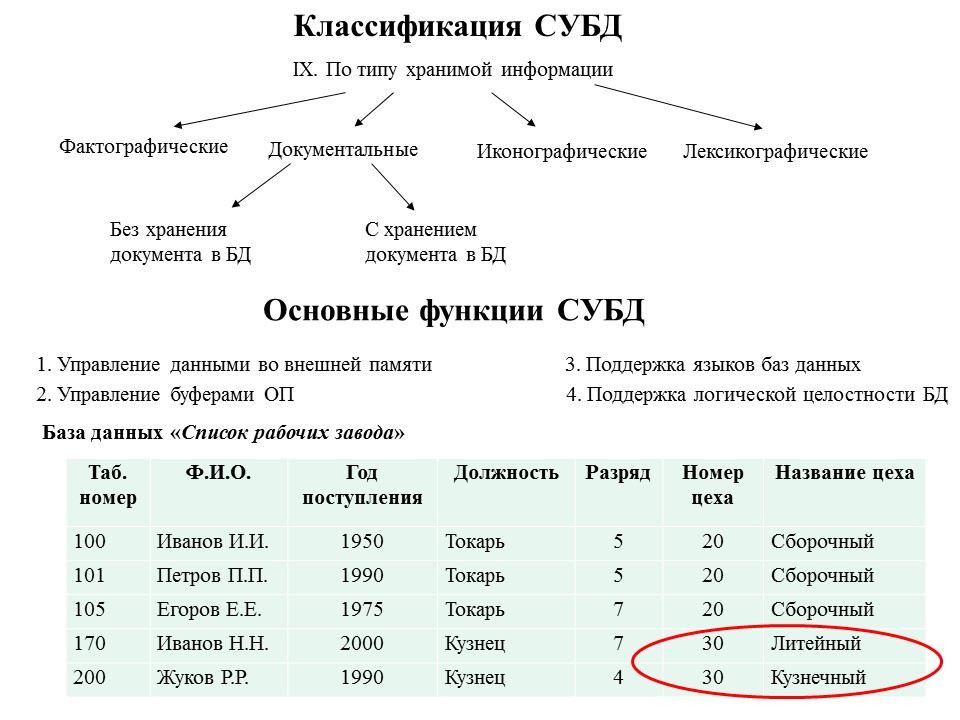 Классификация СУБД
IX. По типу хранимой информации
Фактографические
Документальные
Иконографические
Лексикографические
Без хранения
документа в БД
С хранением
документа в БД
Основные функции СУБД
1. Управление данными во внешней памяти
2. Управление буферами ОП
3. Поддержка языков баз данных
4. Поддержка логической целостности БД
База данных «Список рабочих завода»
Таб. номер Ф.И.О. Год поступления Должность Разряд Номер цеха Название цеха
100 Иванов И.И. 1950 Токарь 5 20 Сборочный
101 Петров П.П. 1990 Токарь 5 20 Сборочный
105 Егоров Е.Е. 1975 Токарь 7 20 Сборочный
170 Иванов Н.Н. 2000 Кузнец 7 30 Литейный
200 Жуков Р.Р. 1990 Кузнец 4 30 Кузнечный